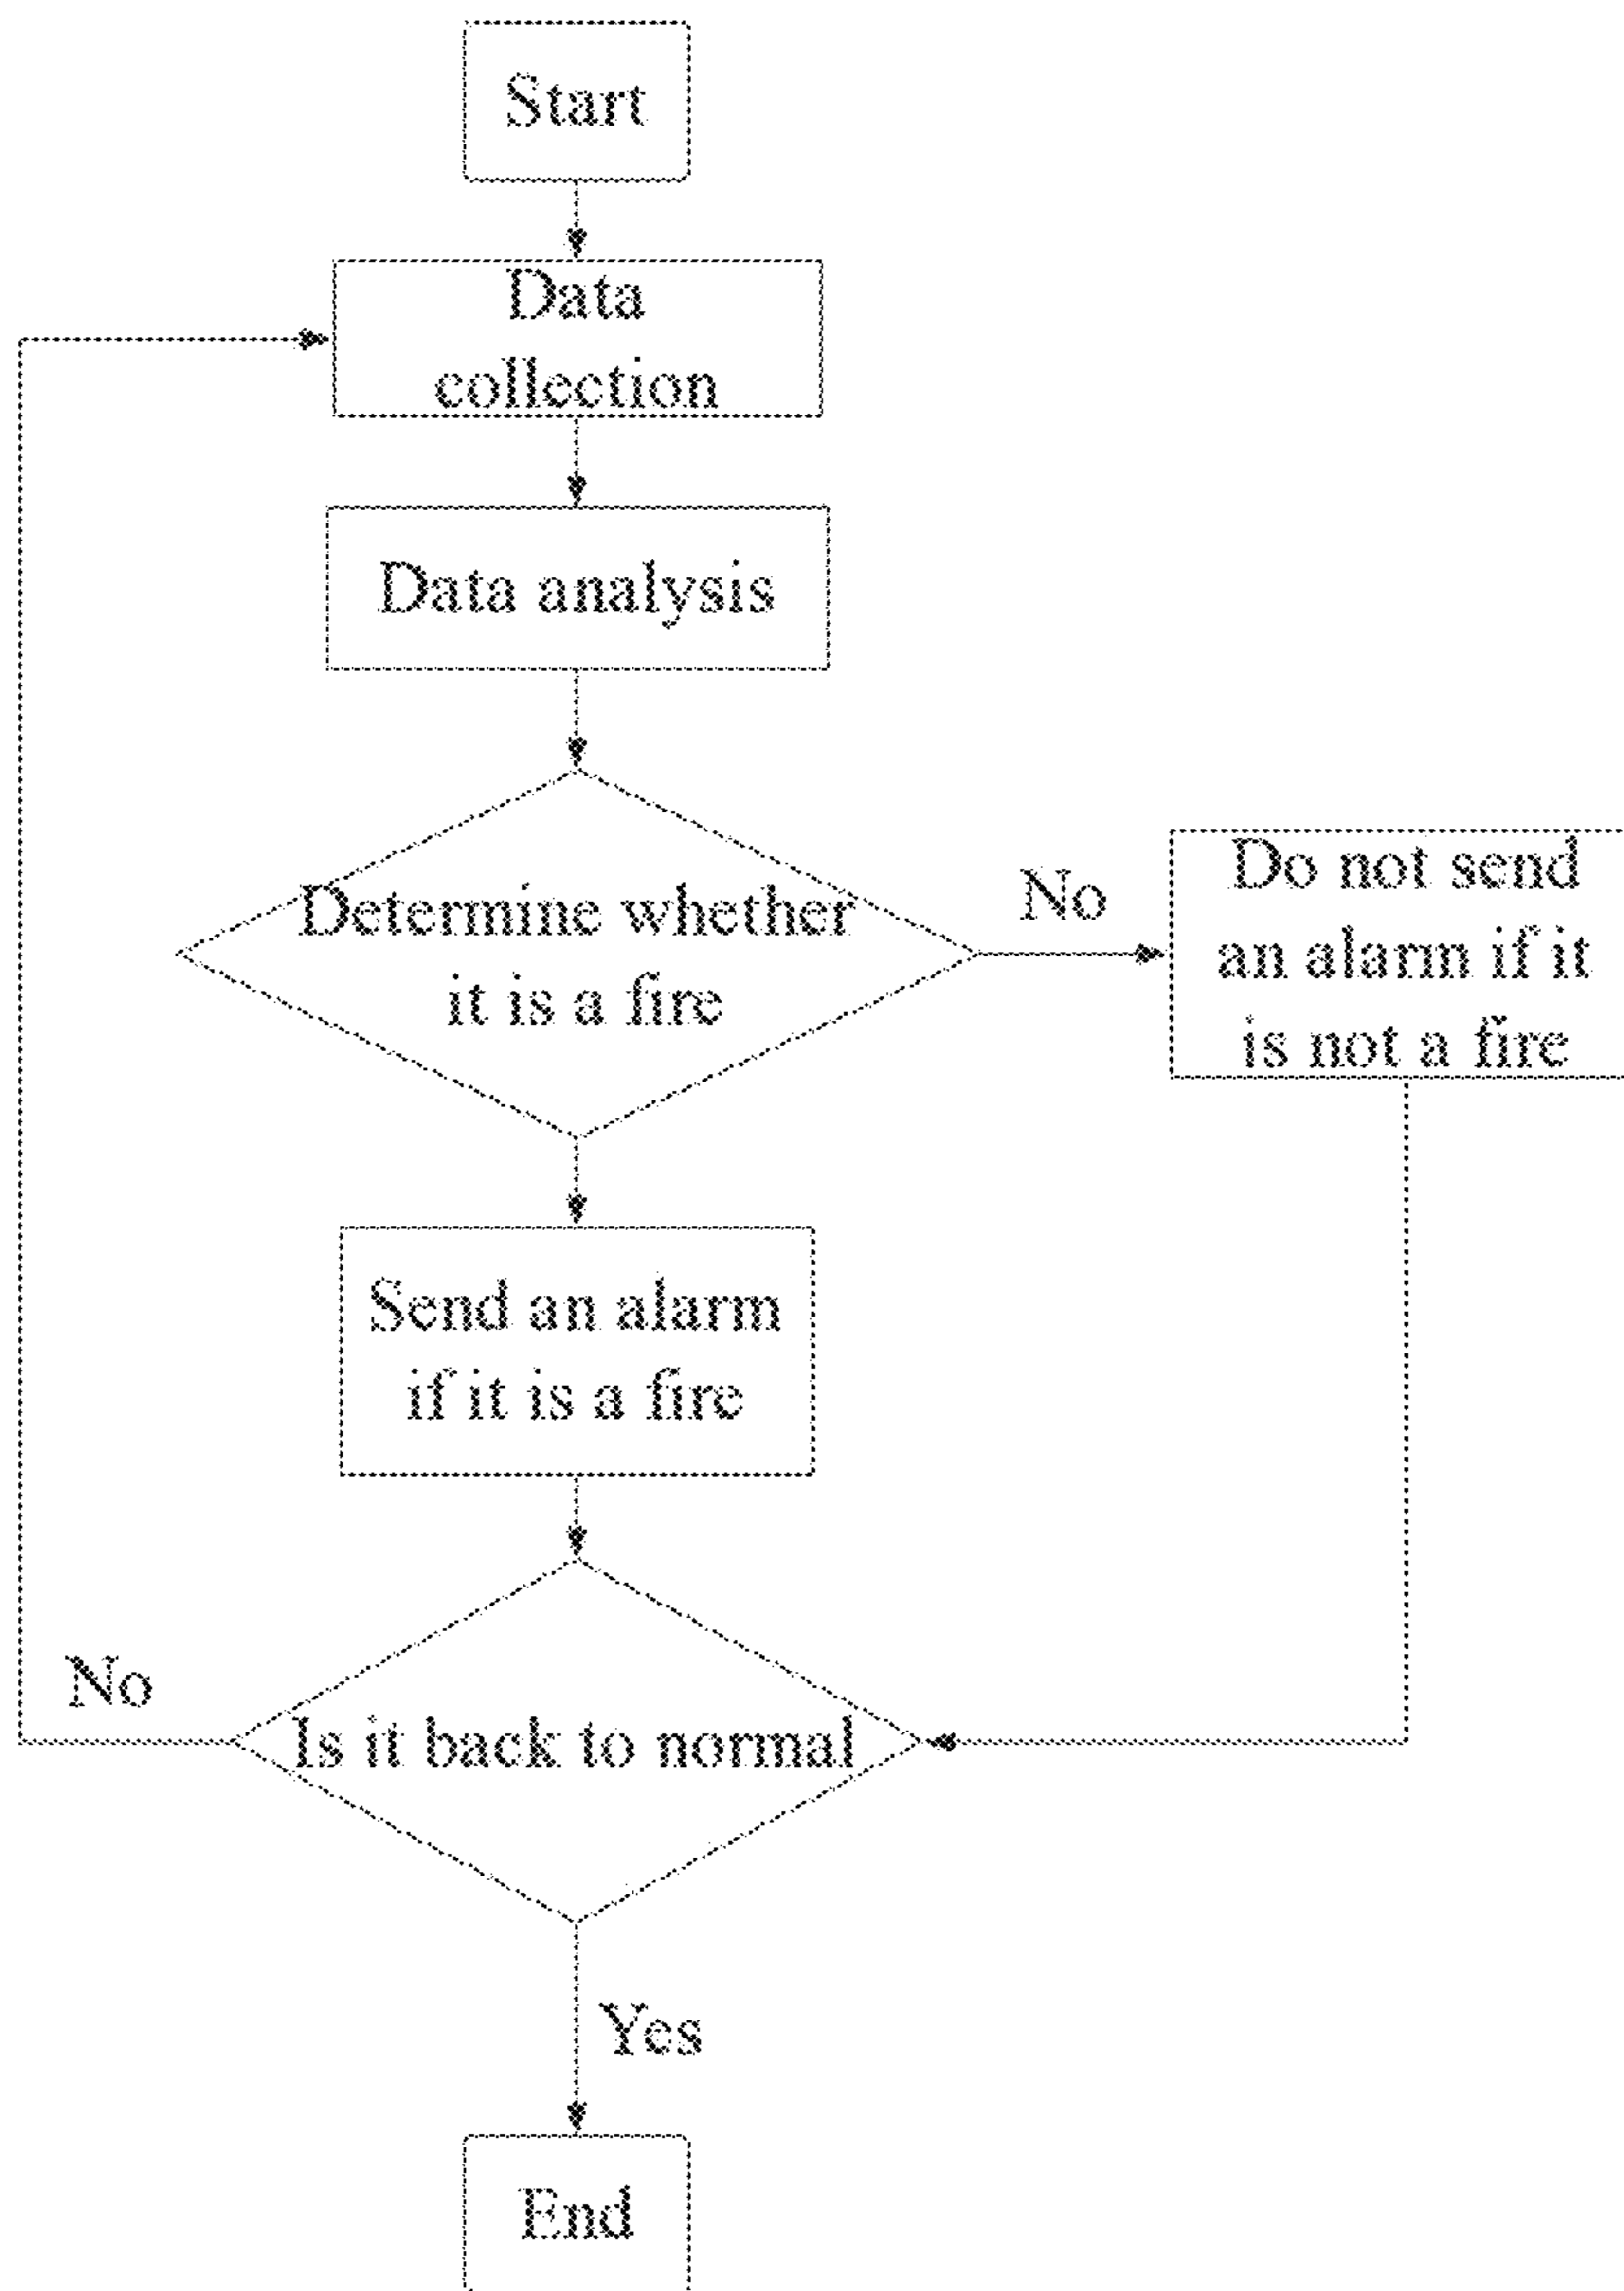 Start
Data
collection
Data analysis
Determine whether
it is a fire
No
Do not send
an alarm if it
is not a fire
Send an alarm
if it is a fire
No
Is it back to normal
Yes
End